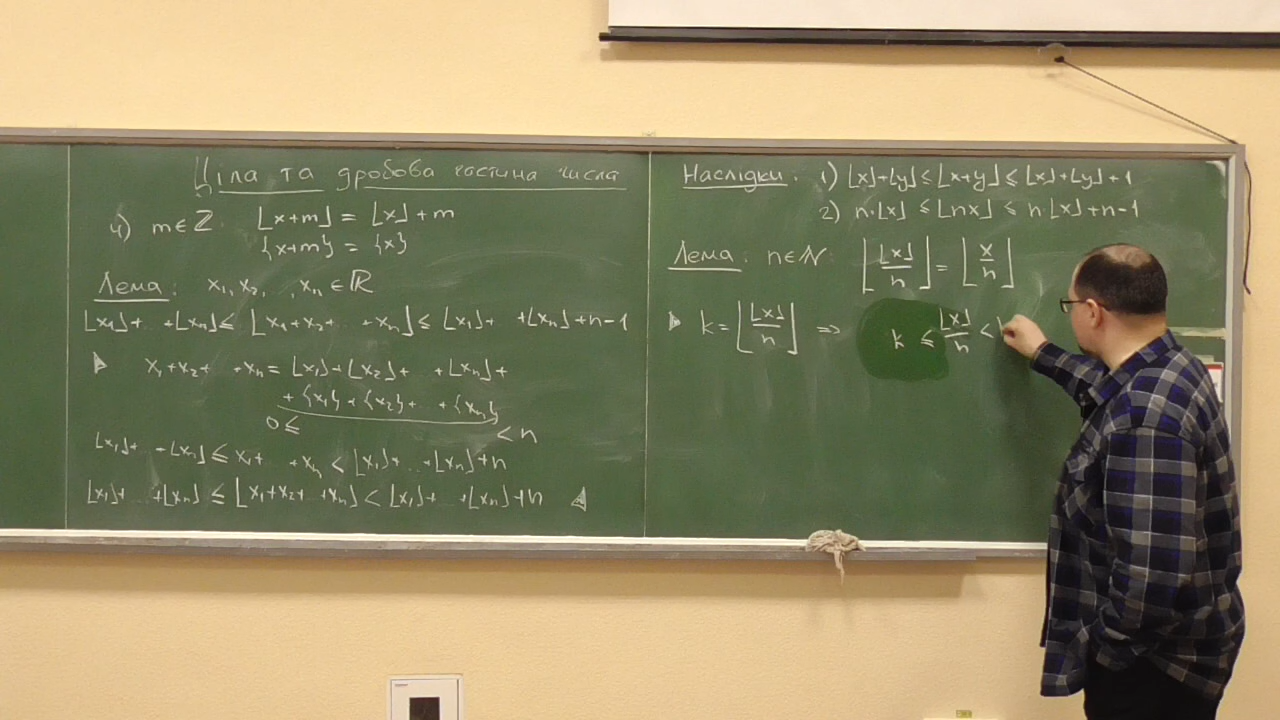 Ціла та дробова частина числа
4) m∈ℤ. ⌊x+m⌋ = ⌊x⌋+m
{x+m} = {x}
Лема: x₁, x₂, .. , xₙ∈ℝ
⌊x₁⌋+ .. +⌊xₙ⌋ ≤ ⌊x₁+x₂+ .. +xₙ⌋ ≤ ⌊x₁⌋+ .. +⌊xₙ⌋+n-1
▷ x₁+x₂+ .. +xₙ = ⌊x₁⌋+⌊x₂⌋+ .. +⌊xₙ⌋+
+{x₁}+{x₂}+ .. +{xₙ}
0 ≤ < n
⌊x₁⌋+ .. +⌊xₙ⌋ ≤ x₁+ .. +xₙ < ⌊x₁⌋+ .. +⌊xₙ⌋+n
⌊x₁⌋+ .. +⌊xₙ⌋ ≤ ⌊x₁+x₂+ .. +xₙ⌋ < ⌊x₁⌋+ .. +⌊xₙ⌋+n ◁
Наслідки: 1) ⌊x⌋+⌊y⌋ ≤ ⌊x+y⌋ ≤ ⌊x⌋+⌊y⌋+1
2) n·⌊x⌋ ≤ ⌊nx⌋ ≤ n·⌊x⌋+n-1
Лема: n∈ℕ: ⌊⌊x⌋/n⌋ = ⌊x/n⌋
▷ k = ⌊⌊x⌋/n⌋ ⇒ k ≤ ⌊x⌋/n <